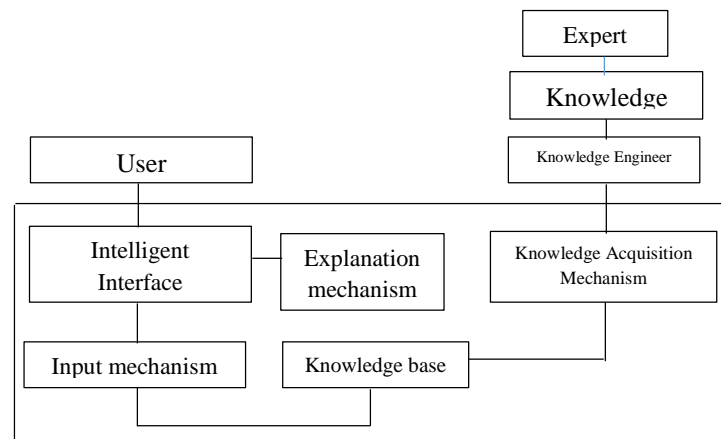 Expert
Knowledge
Knowledge Engineer
User
Intelligent
Interface
Explanation
mechanism
Knowledge Acquisition
Mechanism
Input mechanism
Knowledge base